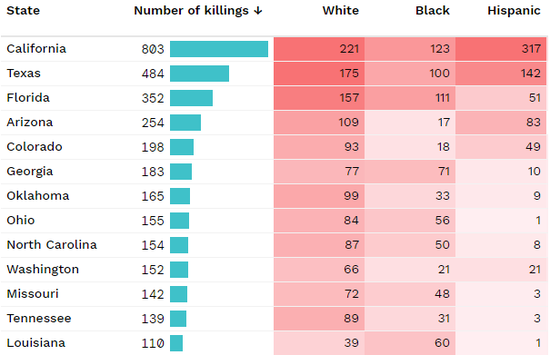 State Number of killings ↓ White Black Hispanic
California 803 221 123 317
Texas 484 175 100 142
Florida 352 157 111 51
Arizona 254 109 17 83
Colorado 198 93 18 49
Georgia 183 77 71 10
Oklahoma 165 99 33 9
Ohio 155 84 56 1
North Carolina 154 87 50 8
Washington 152 66 21 21
Missouri 142 72 48 3
Tennessee 139 89 31 3
Louisiana 110 39 60 1